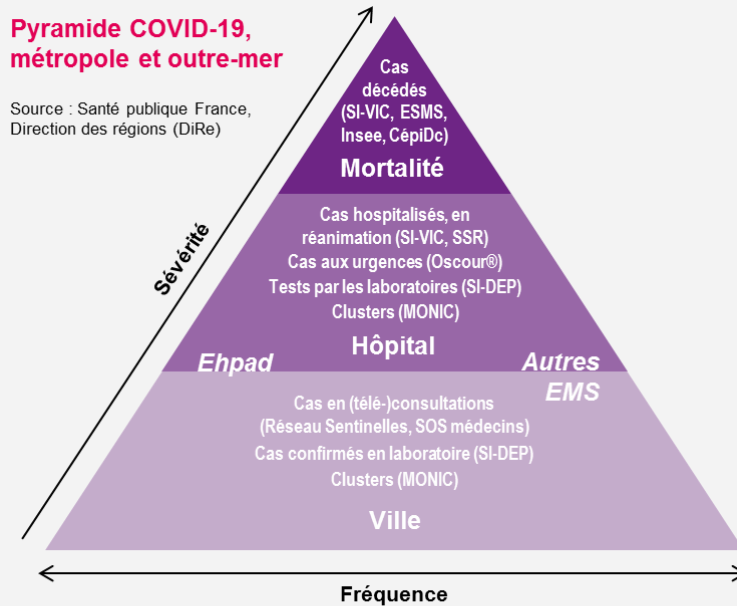 Pyramide COVID-19,
métropole et outre-mer
Source : Santé publique France,
Direction des régions (DiRe)
Sévérité
Cas
décédés
(SI-VIC, ESMS,
Insee, CépiDc)
Mortalité
Cas hospitalisés, en
réanimation (SI-VIC, SSR)
Cas aux urgences (Oscour®)
Tests par les laboratoires (SI-DEP)
Clusters (MONIC)
Hôpital
Ehpad
Autres
EMS
Cas en (télé-)consultations
(Réseau Sentinelles, SOS médecins)
Cas confirmés en laboratoire (SI-DEP)
Clusters (MONIC)
Ville
Fréquence